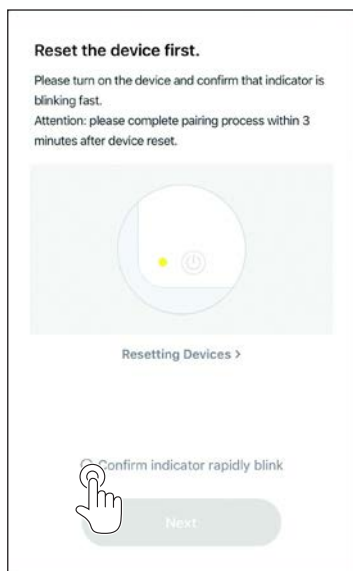 Reset the device first.
Please turn on the device and confirm that indicator is
blinking fast.
Attention: please complete pairing process within 3
minutes after device reset.
Resetting Devices >
Confirm indicator rapidly blink
Next